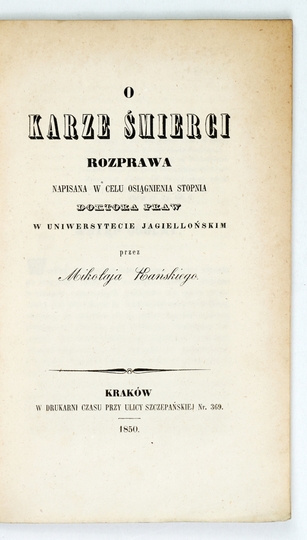 O
KARZE ŚMIERCI
ROZPRAWA
NAPISANA W CELU OSIĄGNIENIA STOPNIA
DOKTORA PRAW
W UNIWERSYTECIE JAGIELLOŃSKIM
przez
Mikołaja Kańskiego.
KRAKÓW
W DRUKARNI CZASU PRZY ULICY SZCZEPAŃSKIEJ Nr. 369.
1850.